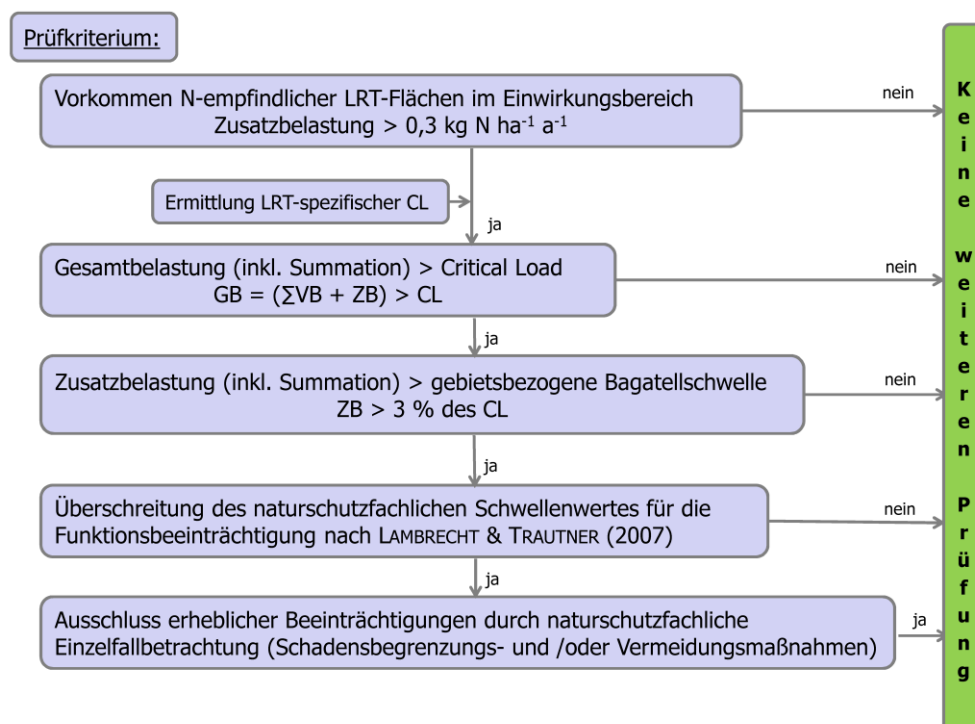 Prüfkriterium:
Vorkommen N-empfindlicher LRT-Flächen im Einwirkungsbereich
Zusatzbelastung > 0,3 kg N ha⁻¹ a⁻¹
nein
Ermittlung LRT-spezifischer CL
ja
Gesamtbelastung (inkl. Summation) > Critical Load
GB = (∑VB + ZB) > CL
nein
ja
Zusatzbelastung (inkl. Summation) > gebietsbezogene Bagatellschwelle
ZB > 3 % des CL
nein
ja
Überschreitung des naturschutzfachlichen Schwellenwertes für die
Funktionsbeeinträchtigung nach LAMBRECHT & TRAUTNER (2007)
nein
ja
Ausschluss erheblicher Beeinträchtigungen durch naturschutzfachliche
Einzelfallbetrachtung (Schadensbegrenzungs- und /oder Vermeidungsmaßnahmen)
ja
Keine weiteren Prüfung